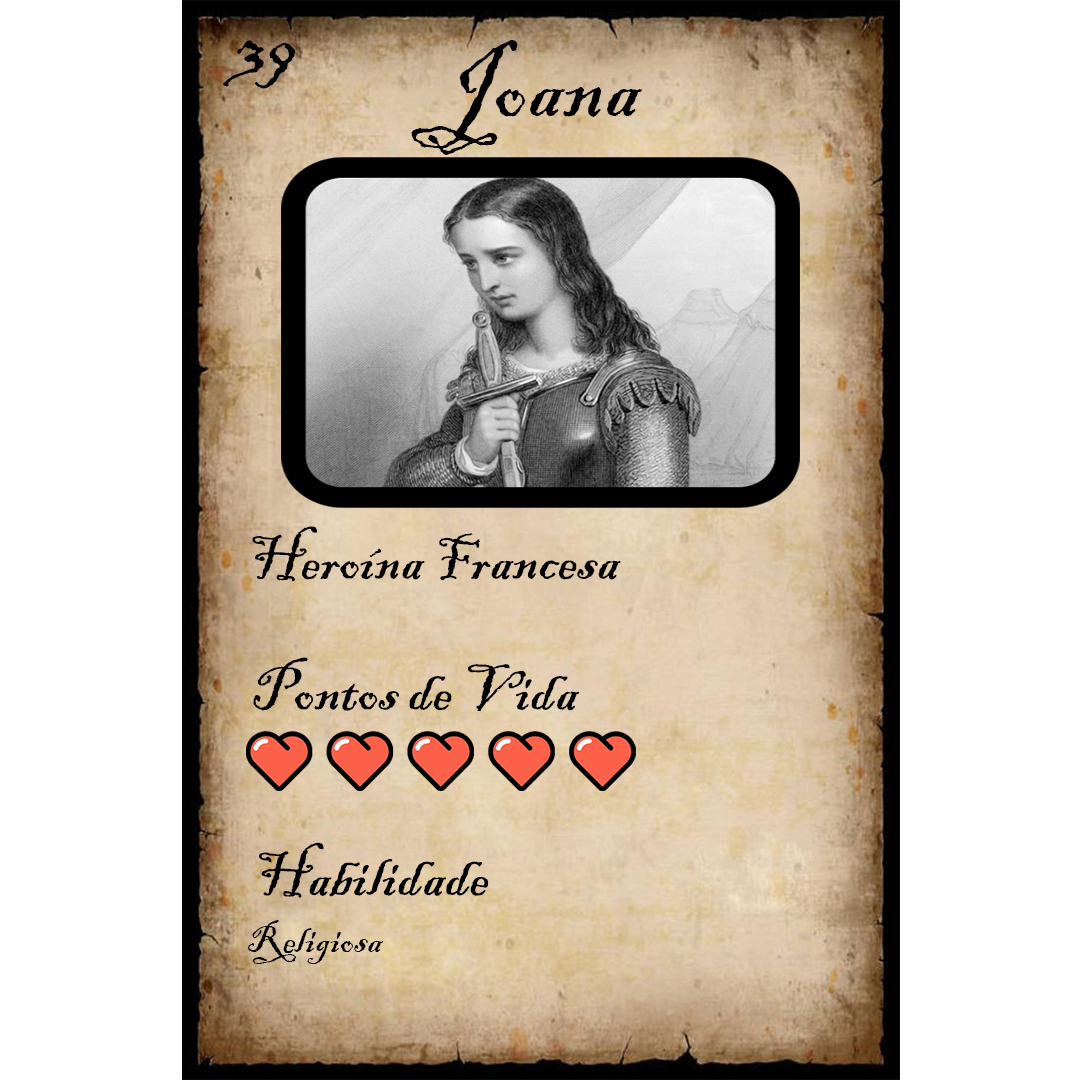 39
Joana
Heroína Francesa
Pontos de Vida
Habilidade
Religiosa